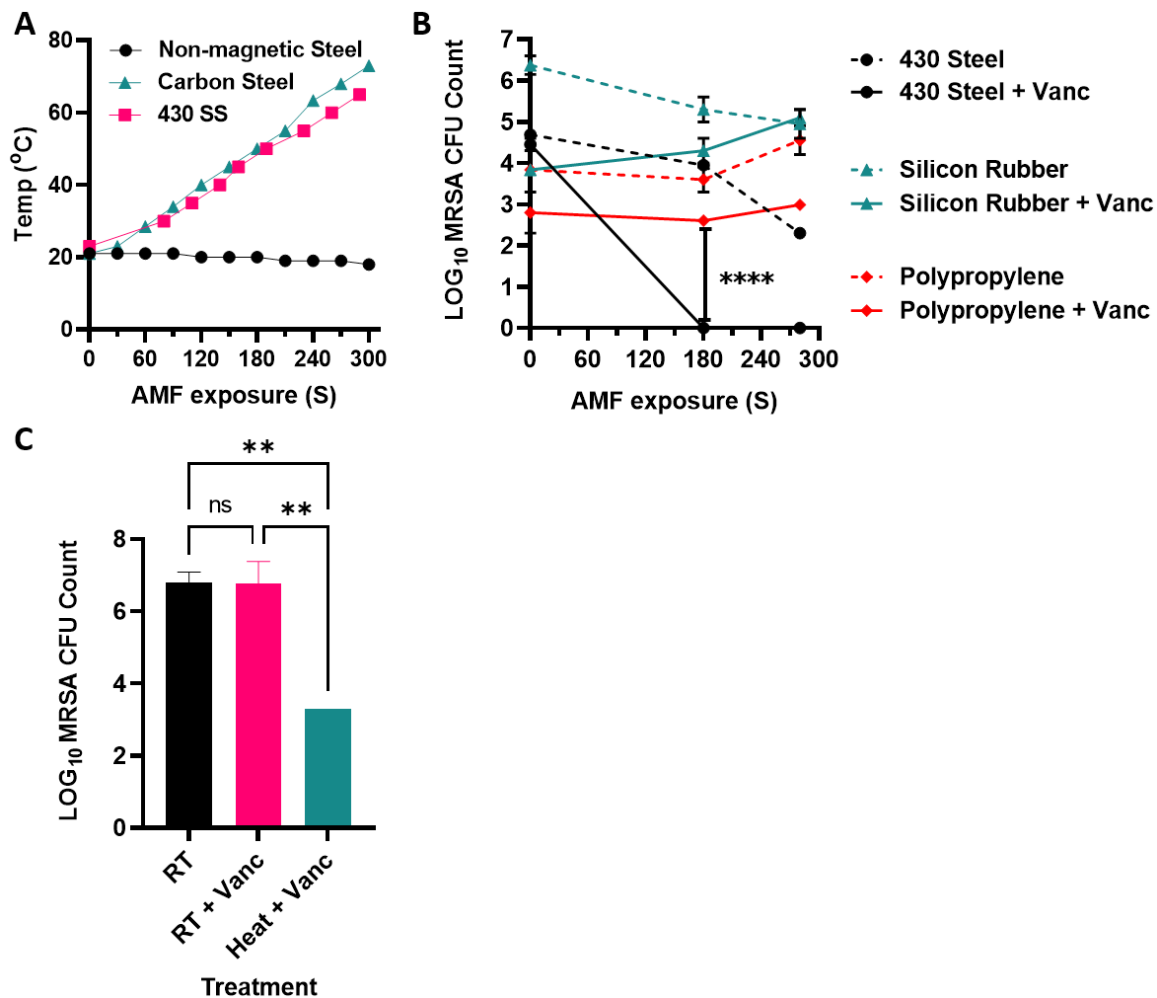 A
80
60
40
20
0
Temp (°C)
Non-magnetic Steel
Carbon Steel
430 SS
0 60 120 180 240 300
AMF exposure (S)
B
7
6
5
4
3
2
1
0
LOG10 MRSA CFU Count
****
0 60 120 180 240 300
AMF exposure (S)
430 Steel
430 Steel + Vanc
Silicon Rubber
Silicon Rubber + Vanc
Polypropylene
Polypropylene + Vanc
C
**
ns **
8
6
4
2
0
LOG10 MRSA CFU Count
RT
RT + Vanc
Heat + Vanc
Treatment